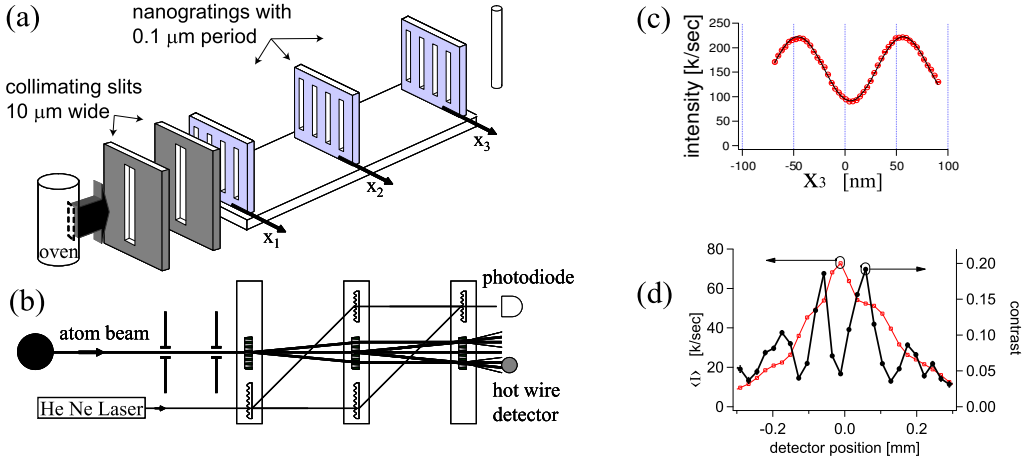 (a)
nanogratings with
0.1 μm period
collimating slits
10 μm wide
oven
x1
x2
x3
(b)
atom beam
He Ne Laser
photodiode
hot wire
detector
(c)
intensity [k/sec]
250
200
150
100
50
0
-100
-50
0
50
100
X3 [nm]
(d)
⟨I⟩ [k/sec]
80
60
40
20
0
0.20
0.15
0.10
0.05
0.00
contrast
-0.2
0.0
0.2
detector position [mm]